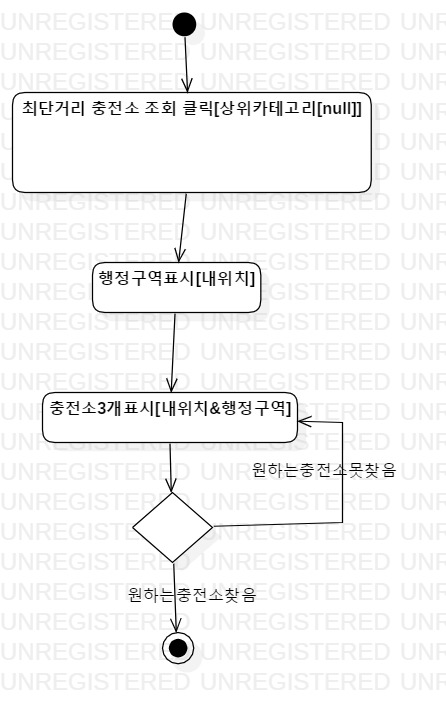 최단거리 충전소 조회 클릭[상위카테고리[null]]
행정구역표시[내위치]
충전소3개표시[내위치&행정구역]
원하는충전소못찾음
원하는충전소찾음
UNREGISTERED UNREGISTERED UNREGISTERED